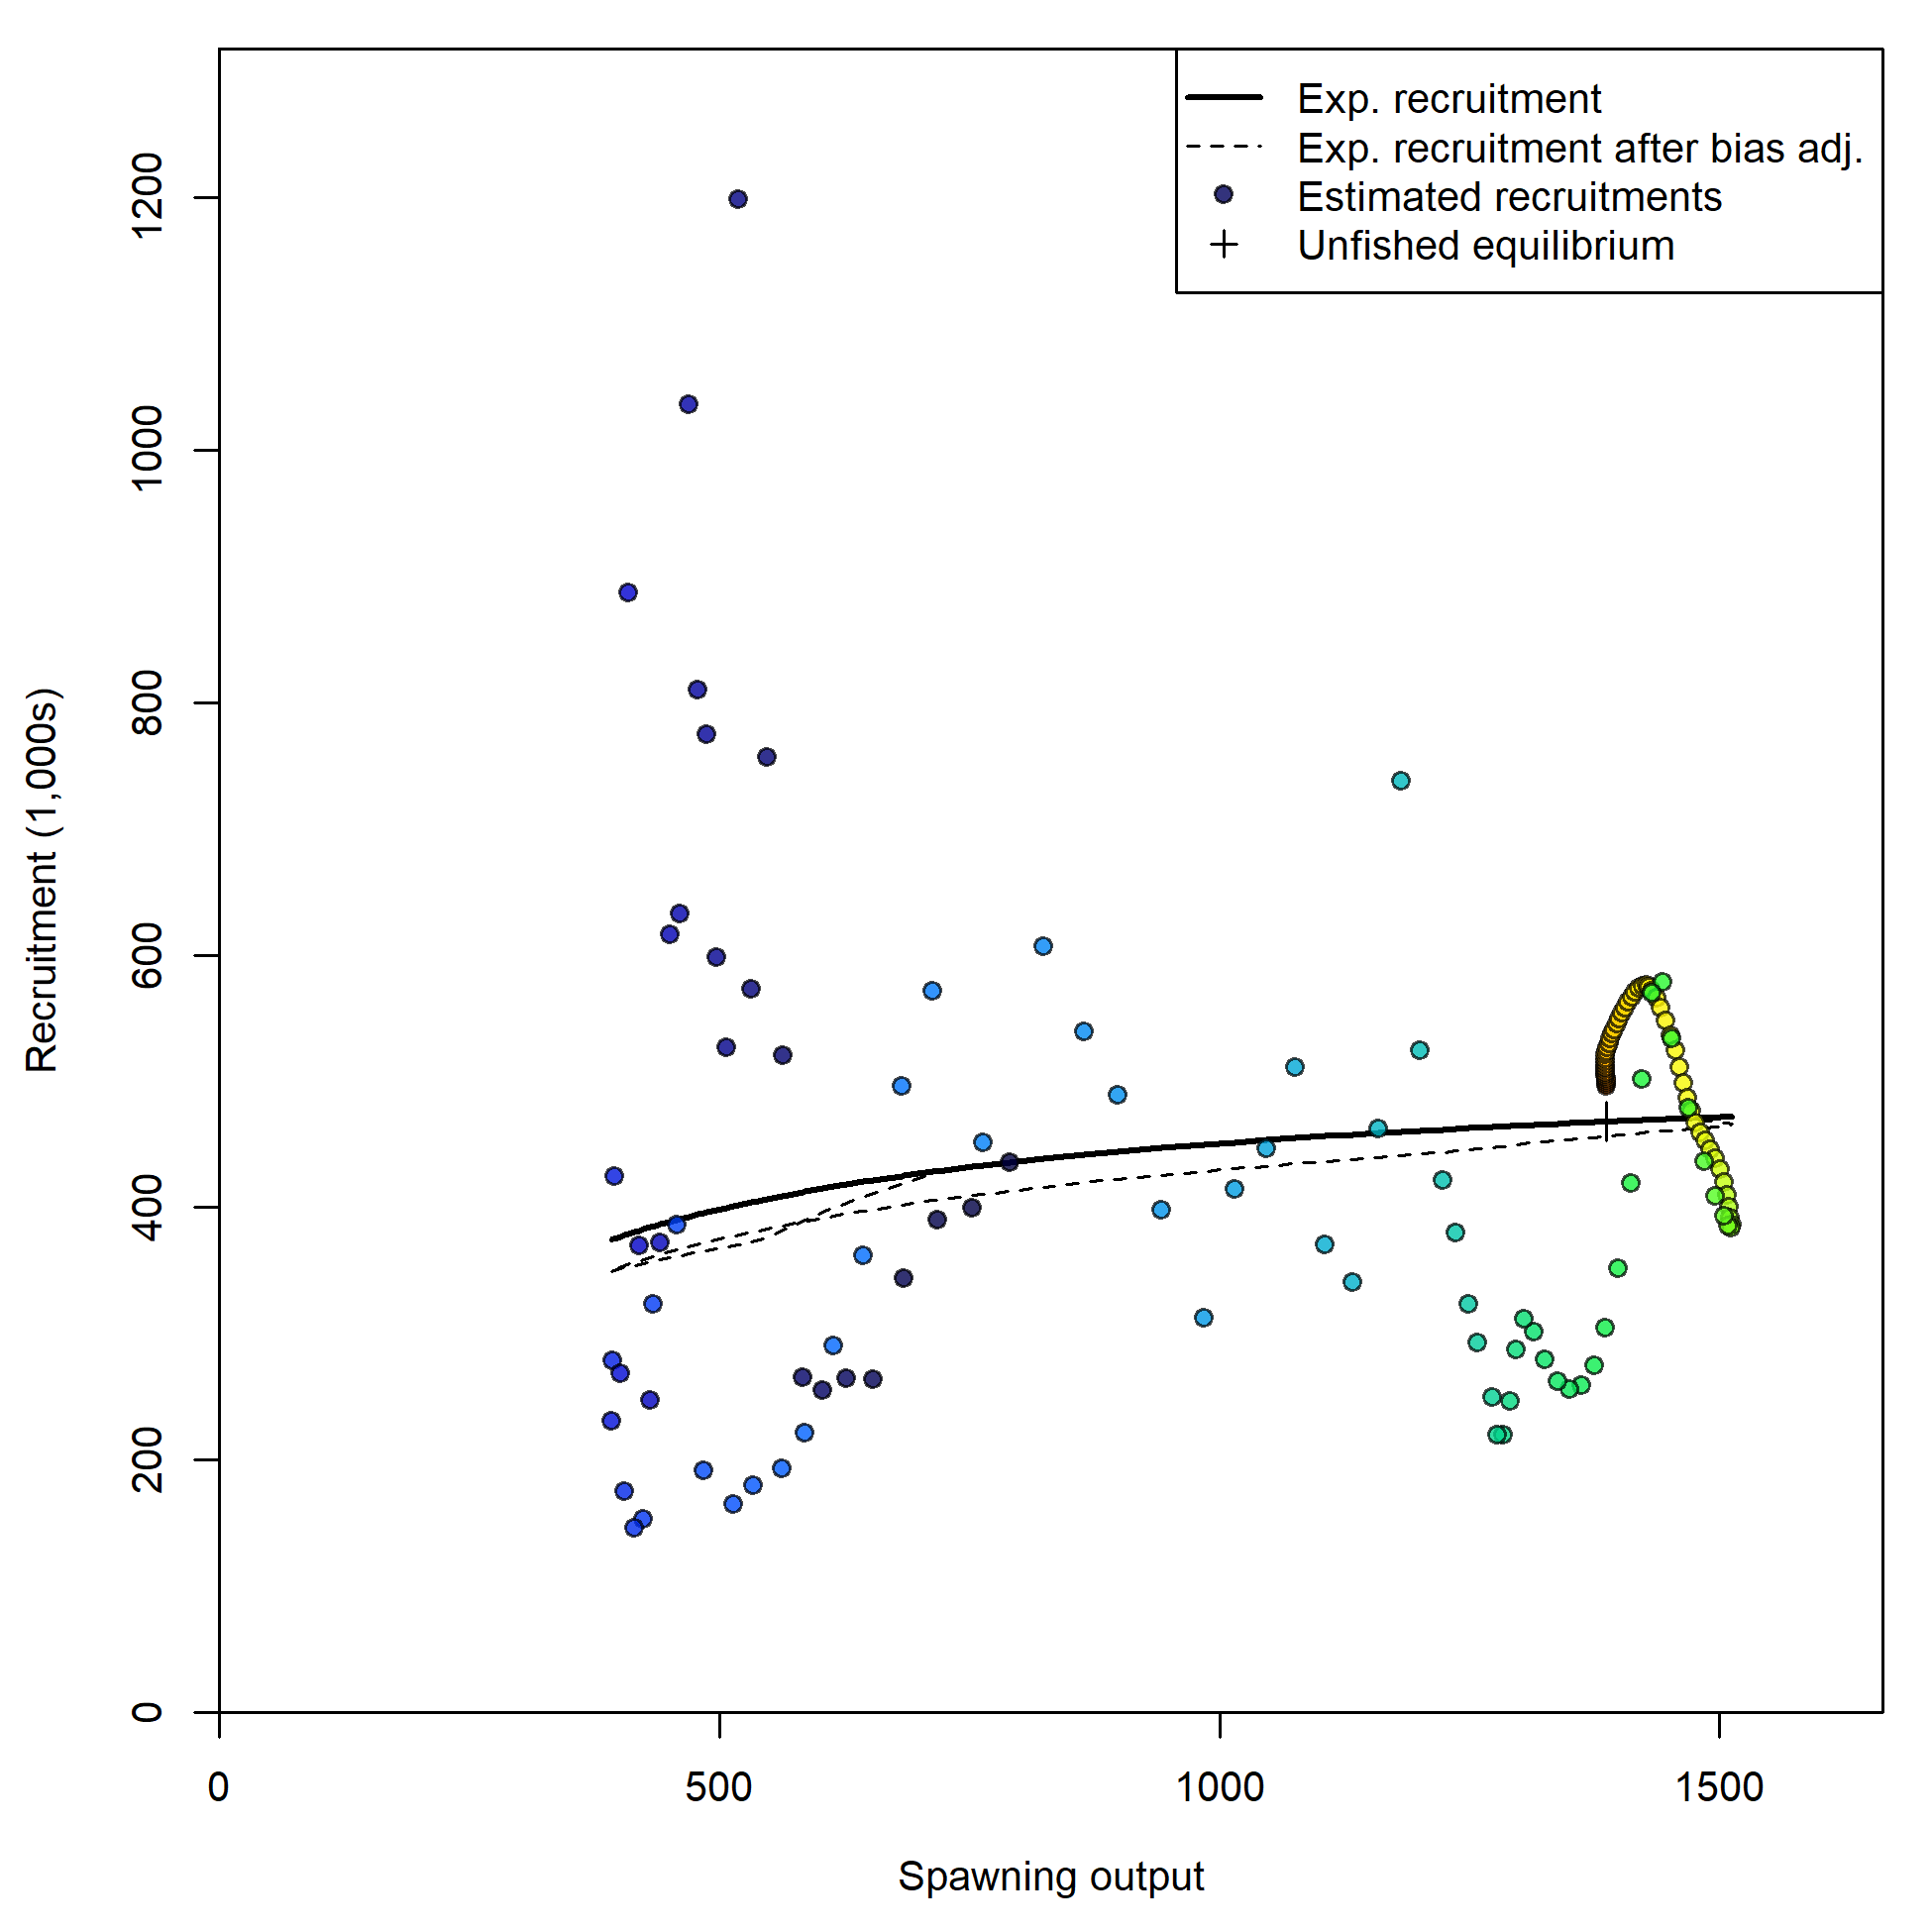 Exp. recruitment
Exp. recruitment after bias adj.
Estimated recruitments
Unfished equilibrium
Recruitment (1,000s)
1200
1000
800
600
400
200
0
0 500 1000 1500
Spawning output